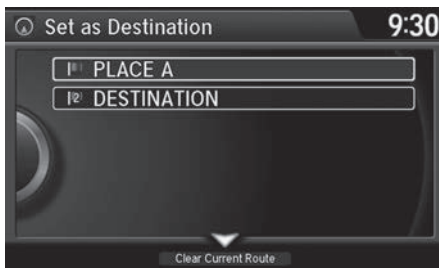 Set as Destination 9:30
PLACE A
DESTINATION
Clear Current Route